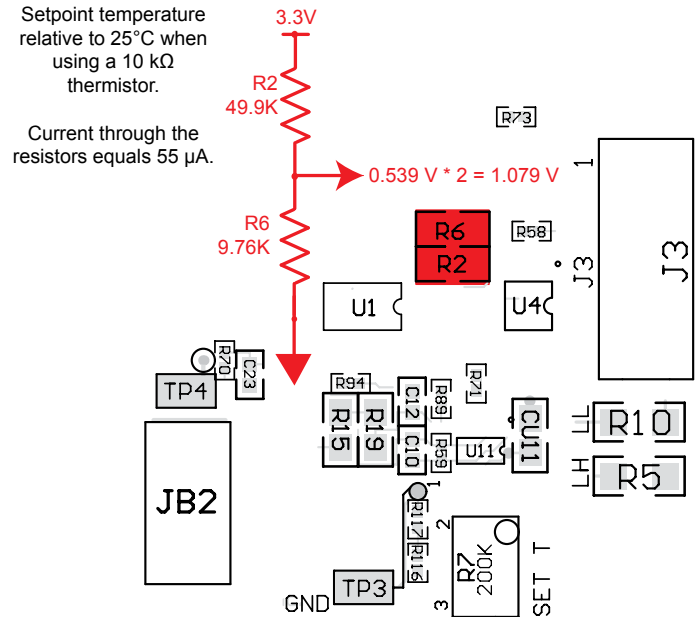 Setpoint temperature
relative to 25°C when
using a 10 kΩ
thermistor.
Current through the
resistors equals 55 µA.
3.3V
R2
49.9K
0.539 V * 2 = 1.079 V
R6
9.76K
R73
1
J3
J3
R6
R2
R58
U1
U4
R70
C23
TP4
R94
R15
R19
C12
R89
R71
C10
R59
U11
CU11
LL
R10
LH
R5
JB2
1
R117
R116
2
R7
200K
3
SET T
GND
TP3